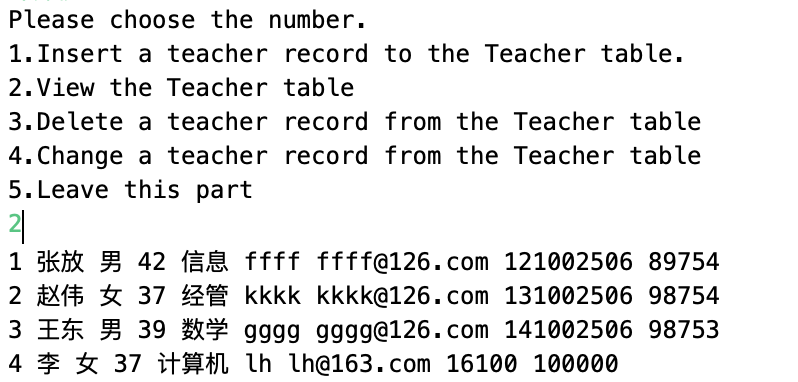 Please choose the number.
1.Insert a teacher record to the Teacher table.
2.View the Teacher table
3.Delete a teacher record from the Teacher table
4.Change a teacher record from the Teacher table
5.Leave this part
2
1 张放 男 42 信息 ffff ffff@126.com 121002506 89754
2 赵伟 女 37 经管 kkkk kkkk@126.com 131002506 98754
3 王东 男 39 数学 gggg gggg@126.com 141002506 98753
4 李 女 37 计算机 lh lh@163.com 16100 100000